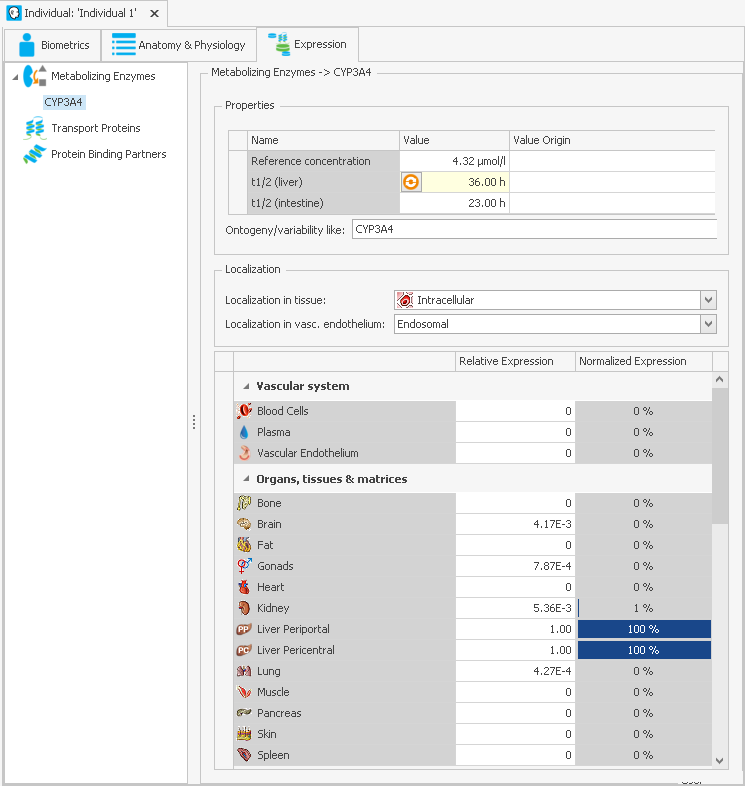 Individual: 'Individual 1'
Biometrics Anatomy & Physiology Expression
Metabolizing Enzymes
CYP3A4
Transport Proteins
Protein Binding Partners
Metabolizing Enzymes -> CYP3A4
Properties
Name Value Value Origin
Reference concentration 4.32 µmol/l
t1/2 (liver) 36.00 h
t1/2 (intestine) 23.00 h
Ontogeny/variability like: CYP3A4
Localization
Localization in tissue: Intracellular
Localization in vasc. endothelium: Endosomal
Relative Expression Normalized Expression
Vascular system
Blood Cells 0 0 %
Plasma 0 0 %
Vascular Endothelium 0 0 %
Organs, tissues & matrices
Bone 0 0 %
Brain 4.17E-3 0 %
Fat 0 0 %
Gonads 7.87E-4 0 %
Heart 0 0 %
Kidney 5.36E-3 1 %
PP Liver Periportal 1.00 100 %
PC Liver Pericentral 1.00 100 %
Lung 4.27E-4 0 %
Muscle 0 0 %
Pancreas 0 0 %
Skin 0 0 %
Spleen 0 0 %